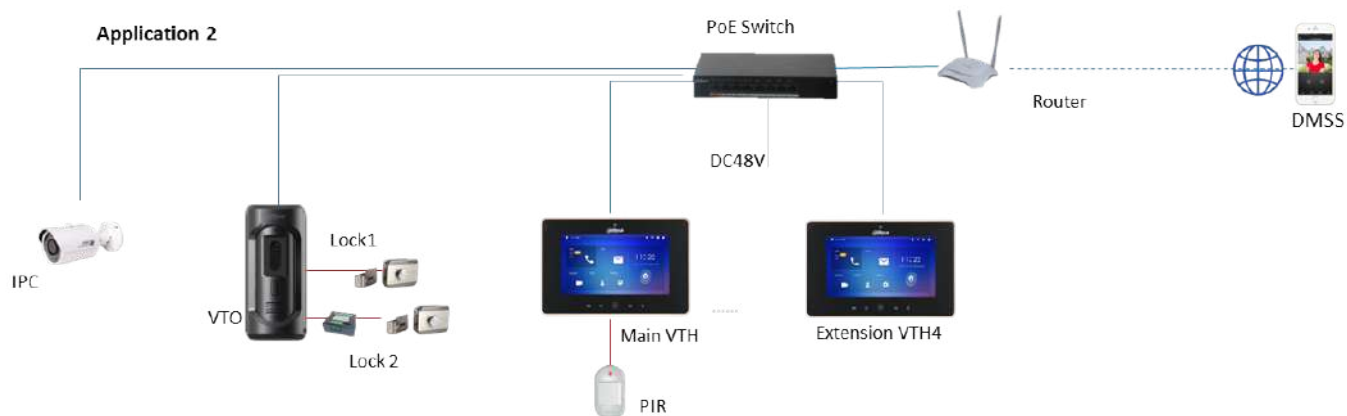 Application 2
PoE Switch
Router
DMSS
DC48V
IPC
VTO
Lock1
Lock 2
Main VTH
......
Extension VTH4
PIR